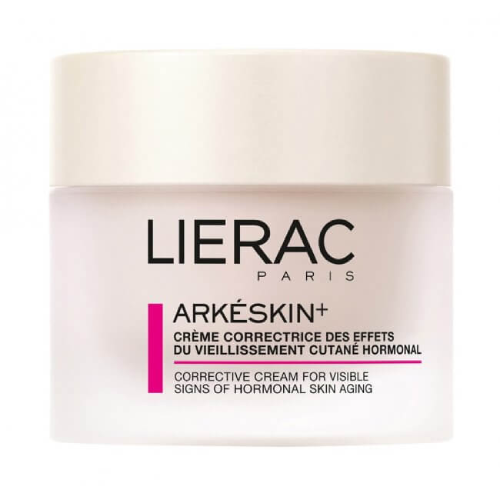 LIERAC
PARIS
ARKÉSKIN+
CRÈME CORRECTRICE DES EFFETS
DU VIEILLISSEMENT CUTANÉ HORMONAL
CORRECTIVE CREAM FOR VISIBLE
SIGNS OF HORMONAL SKIN AGING